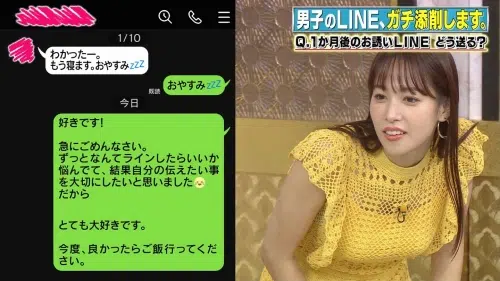 1/10
わかったー。
もう寝ます。おやすみ💤
既読
おやすみ💤
今日
好きです!
急にごめんなさい。
ずっとなんてラインしたらいいか
悩んでて、結果自分の伝えたい事
を大切にしたいと思いました🥺
だから
とても大好きです。
今度、良かったらご飯行ってくだ
さい。
男子のLINE、ガチ添削します。
Q.1か月後のお誘いLINE どう送る?